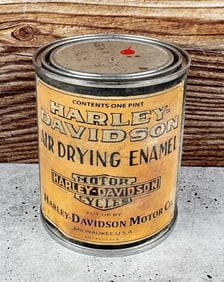 CONTENTS ONE PINT
HARLEY-
DAVIDSON
AIR DRYING ENAMEL
MOTOR
HARLEY-DAVIDSON
CYCLES
PUT UP BY
HARLEY-DAVIDSON MOTOR Co.
MILWAUKEE, U.S.A.